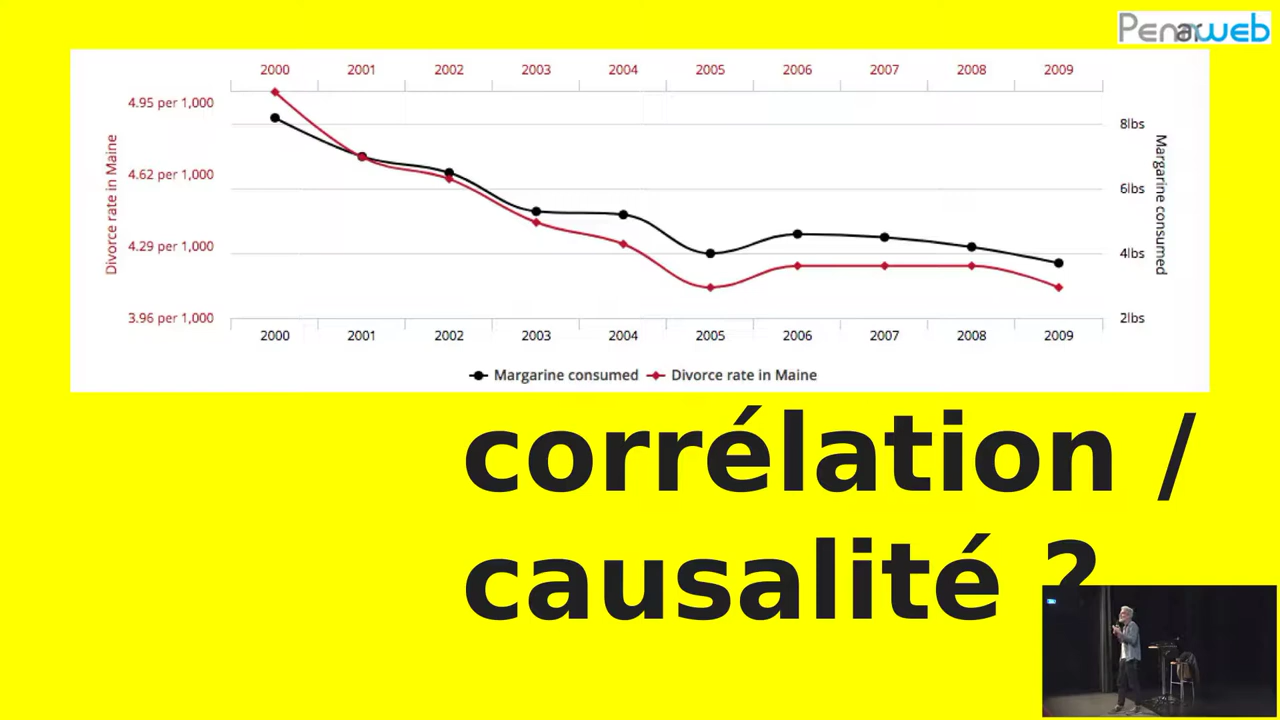 Penarweb
2000 2001 2002 2003 2004 2005 2006 2007 2008 2009
4.95 per 1,000
4.62 per 1,000
4.29 per 1,000
3.96 per 1,000
Divorce rate in Maine
8lbs
6lbs
4lbs
2lbs
Margarine consumed
2000 2001 2002 2003 2004 2005 2006 2007 2008 2009
Margarine consumed Divorce rate in Maine
corrélation /
causalité ?